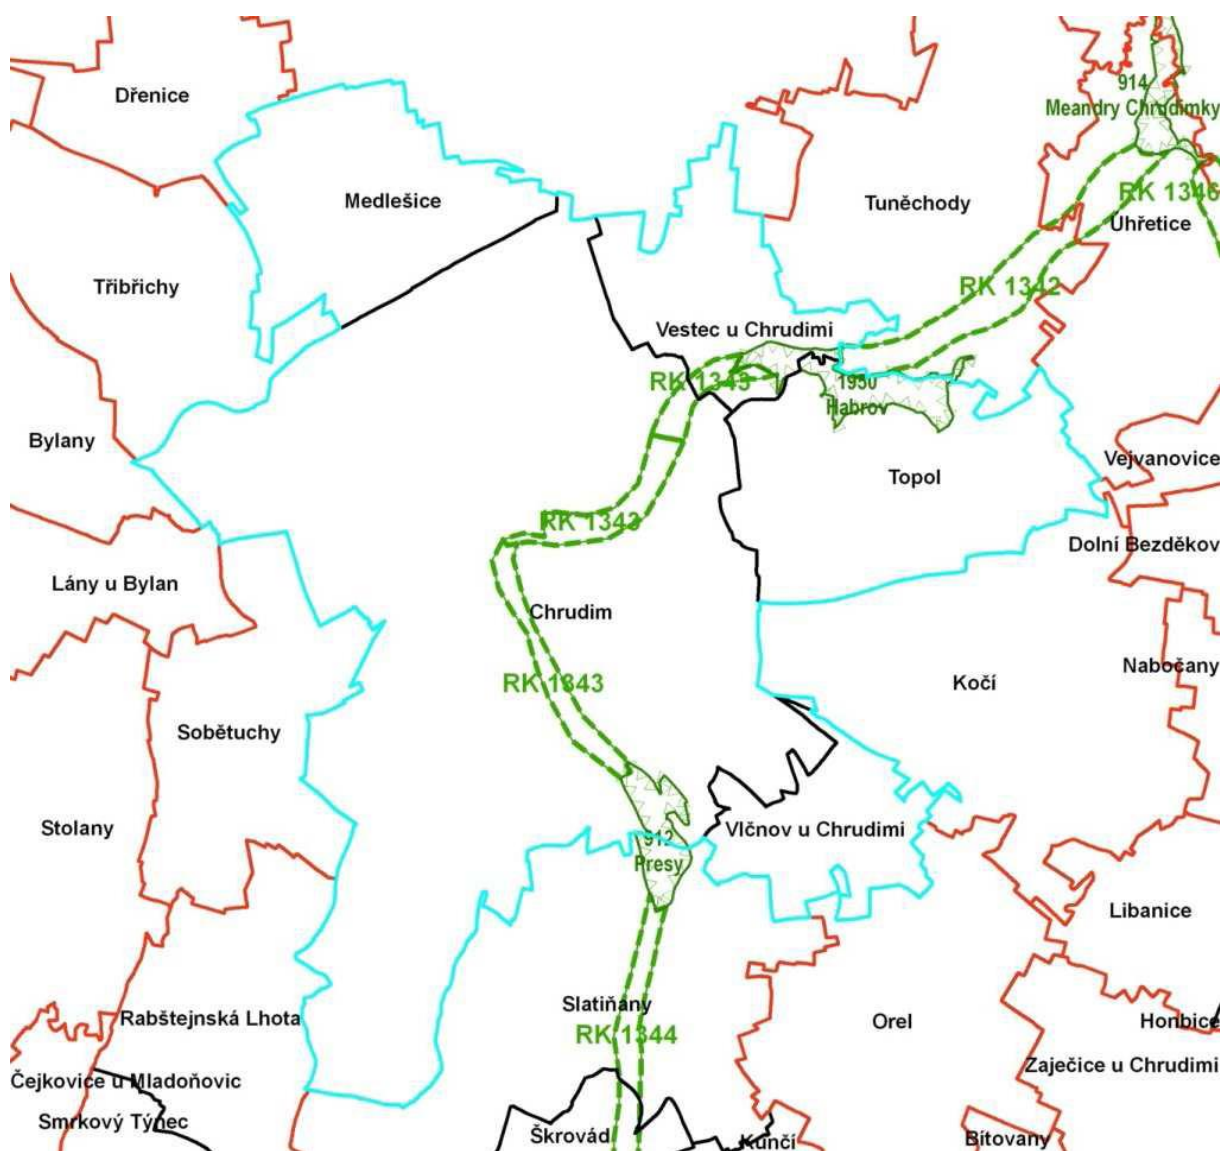 914
Dřenice
Meandry Chrudimky
RK 1346
Medlešice
Tuněchody
Úhřetice
Třibřichy
RK 1342
Vestec u Chrudimi
RK 1343
1950
Habrov
Bylany
Vejvanovice
Topol
RK 1343
Dolní Bezděkov
Lány u Bylan
Chrudim
Nabočany
RK 1343
Kočí
Sobětuchy
Stolany
Vlčnov u Chrudimi
Presy
Libanice
Slatiňany
Rabštejnská Lhota
Orel
Honbice
RK 1344
Zaječice u Chrudimi
Čejkovice u Mladoňovic
Smrkový Týnec
Škrovád
Kunčí
Bítovany